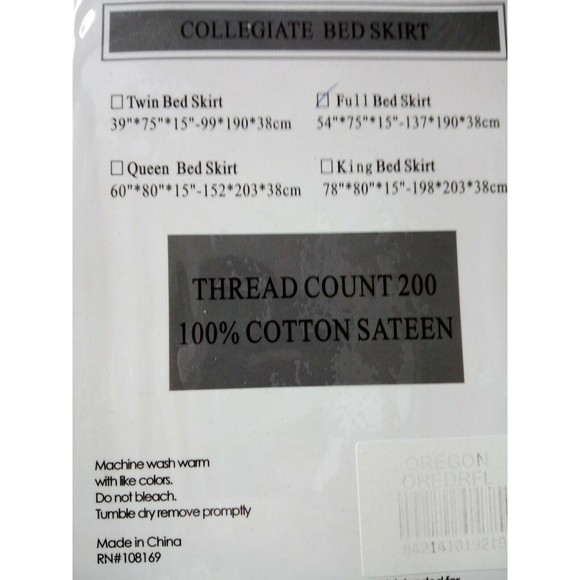 COLLEGIATE BED SKIRT
Twin Bed Skirt
39"*75"*15"-99*190*38cm
Full Bed Skirt
54"*75"*15"-137*190*38cm
Queen Bed Skirt
60"*80"*15"-152*203*38cm
King Bed Skirt
78"*80"*15"-198*203*38cm
THREAD COUNT 200
100% COTTON SATEEN
Machine wash warm
with like colors.
Do not bleach.
Tumble dry remove promptly
Made in China
RN#108169
OREGON
OREDRFL